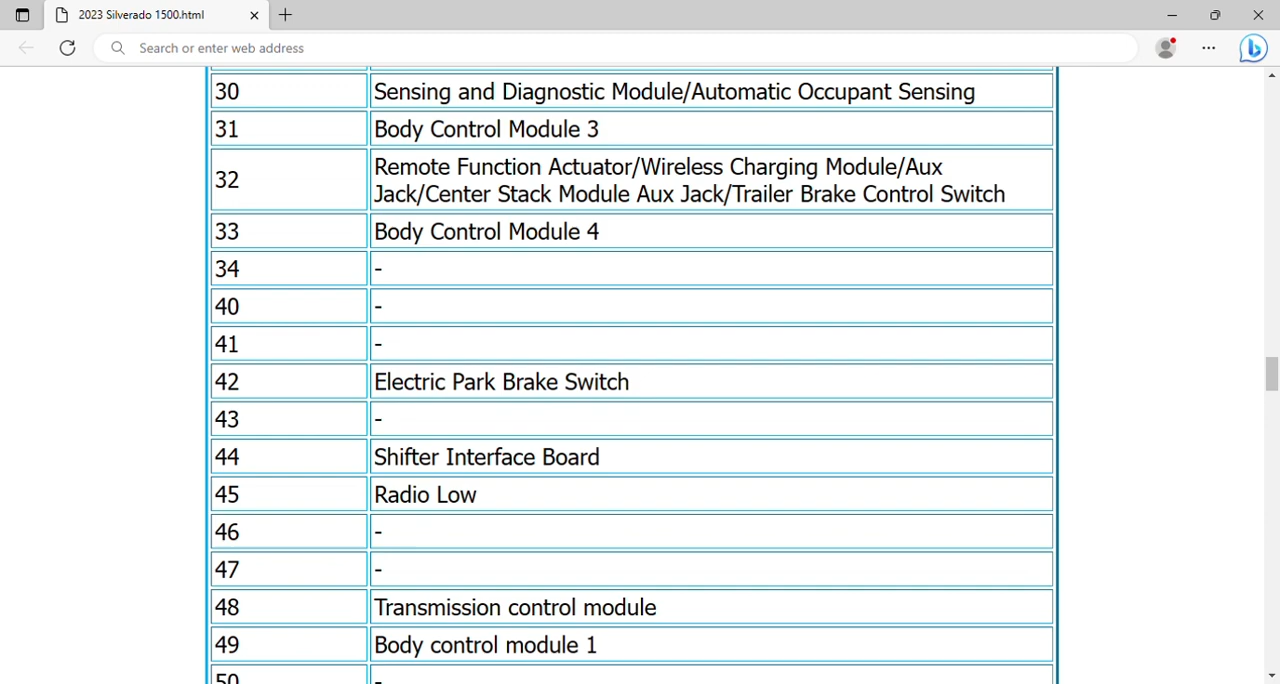 2023 Silverado 1500.html
Search or enter web address
30 Sensing and Diagnostic Module/Automatic Occupant Sensing
31 Body Control Module 3
32 Remote Function Actuator/Wireless Charging Module/Aux
Jack/Center Stack Module Aux Jack/Trailer Brake Control Switch
33 Body Control Module 4
34 -
40 -
41 -
42 Electric Park Brake Switch
43 -
44 Shifter Interface Board
45 Radio Low
46 -
47 -
48 Transmission control module
49 Body control module 1
50 -